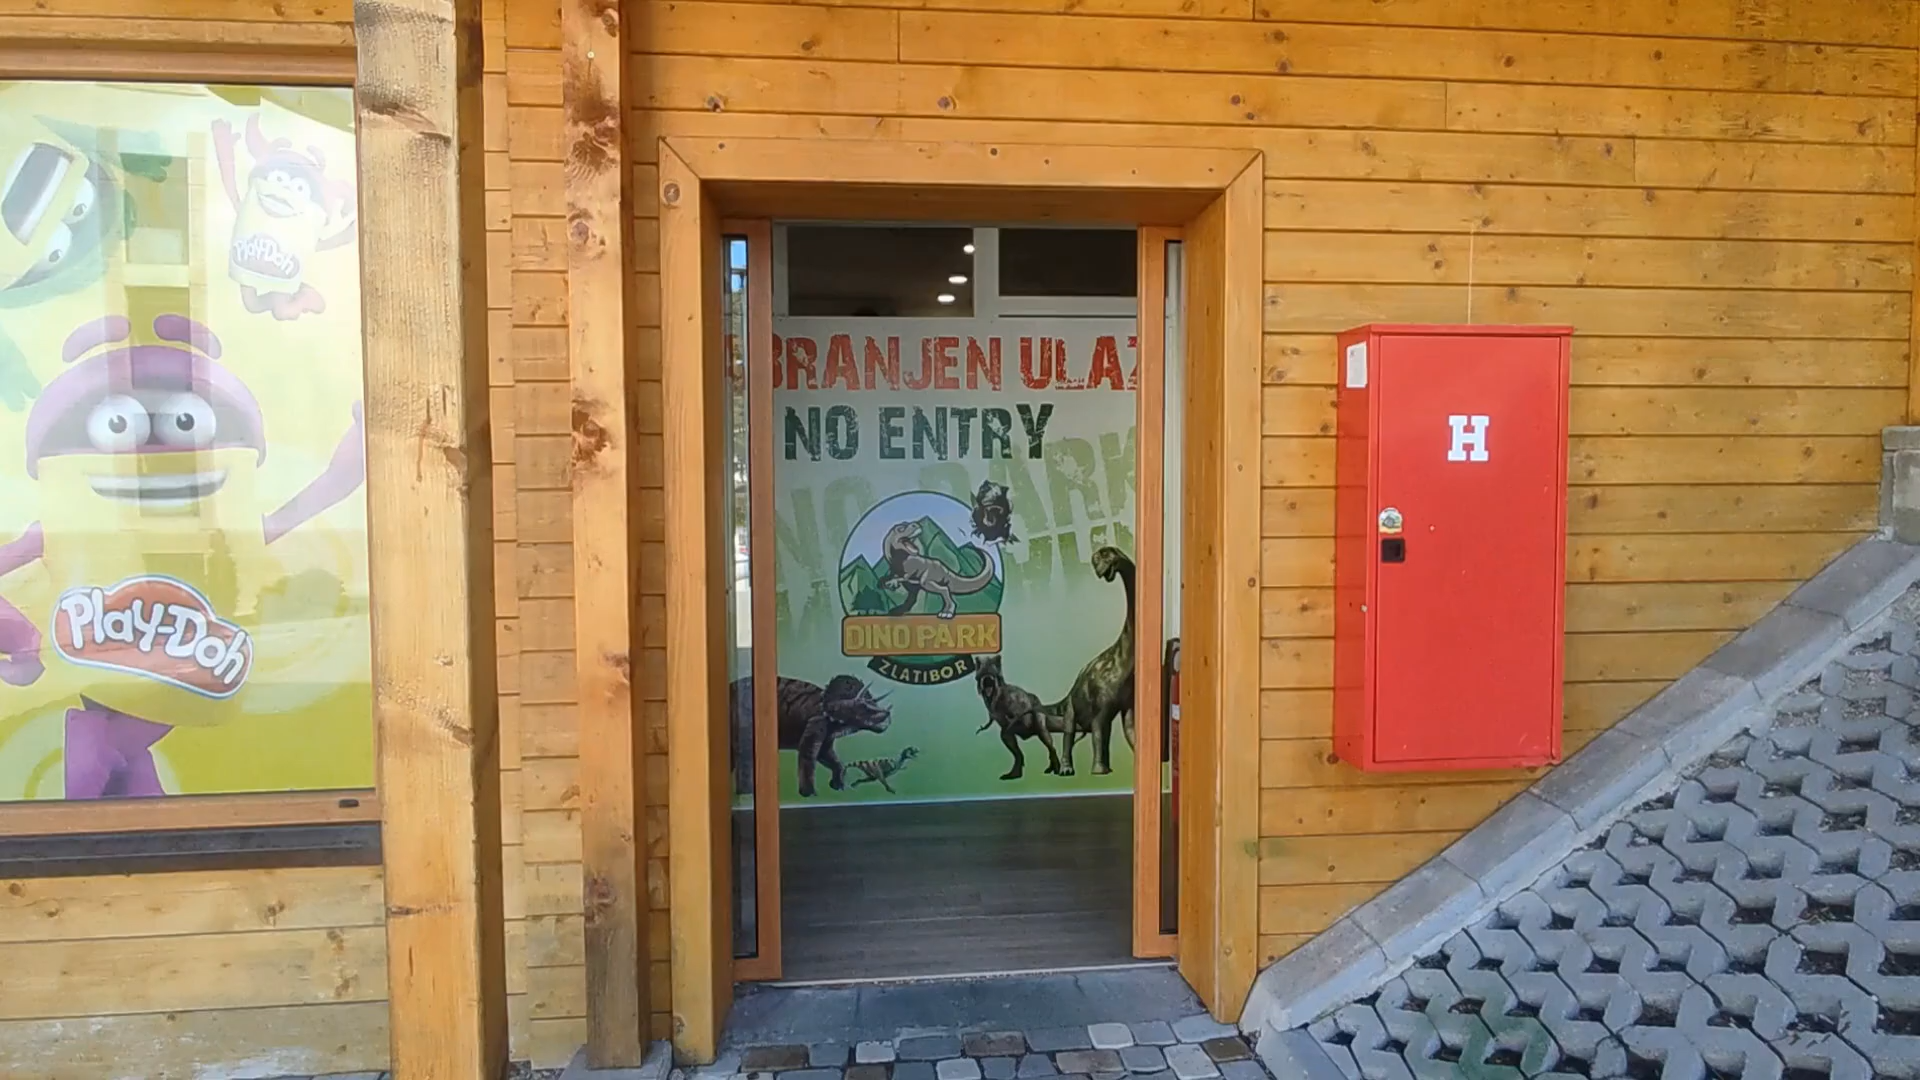 Play-Doh
Play-Doh
BRANJEN ULAZ
NO ENTRY
DINO PARK
ZLATIBOR
H